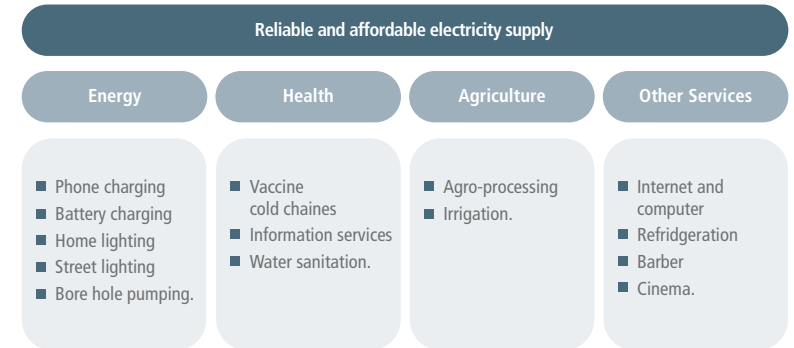 Reliable and affordable electricity supply
Energy
Phone charging
Battery charging
Home lighting
Street lighting
Bore hole pumping.
Health
Vaccine
cold chaines
Information services
Water sanitation.
Agriculture
Agro-processing
Irrigation.
Other Services
Internet and
computer
Refridgeration
Barber
Cinema.